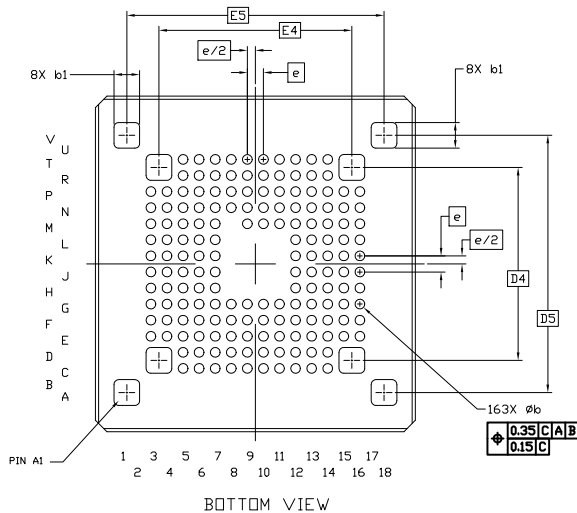 E5
E4
e/2
e
8X b1
8X b1
V
U
T
R
P
N
M
L
K
J
H
G
F
E
D
C
B
A
e
e/2
D4
D5
163X Øb
⌖ 0.35 C A B
0.15 C
PIN A1
1 3 5 7 9 11 13 15 17
2 4 6 8 10 12 14 16 18
BOTTOM VIEW